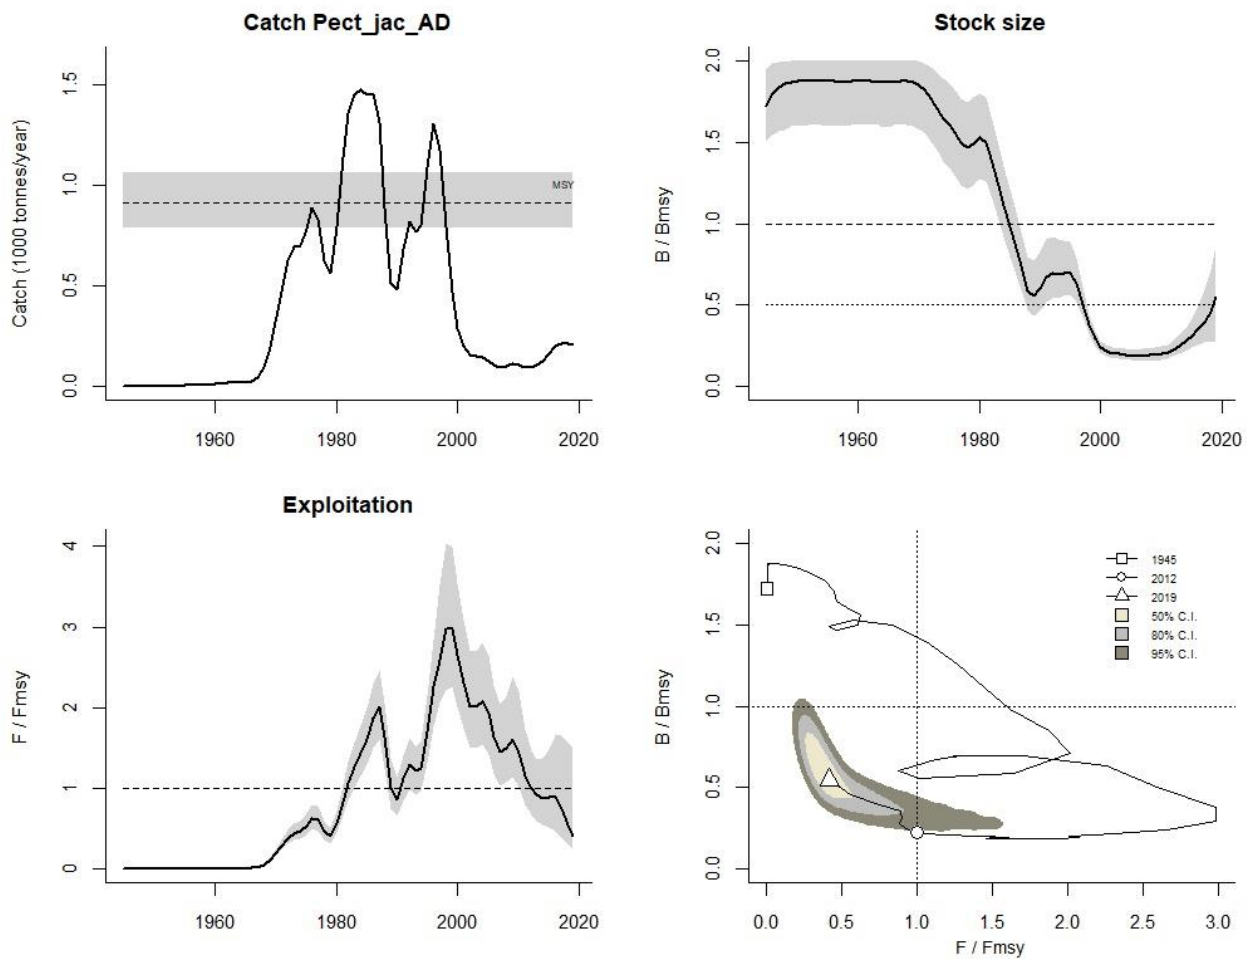 Catch Pect_jac_AD
Catch (1000 tonnes/year)
1.5
1.0
0.5
0.0
MSY
1960 1980 2000 2020
Stock size
B / Bmsy
2.0
1.5
1.0
0.5
0.0
1960 1980 2000 2020
Exploitation
F / Fmsy
4
3
2
1
0
1960 1980 2000 2020
B / Bmsy
2.0
1.5
1.0
0.5
0.0
1945
2012
2019
50% C.I.
80% C.I.
95% C.I.
0.0 0.5 1.0 1.5 2.0 2.5 3.0
F / Fmsy